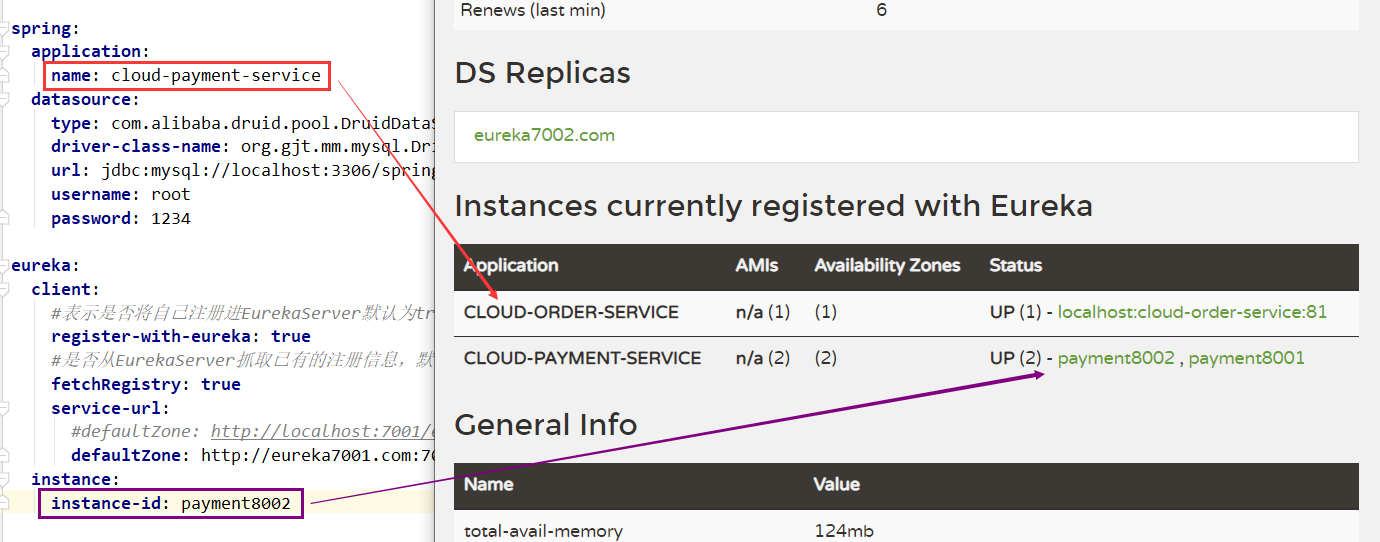 spring:
application:
name: cloud-payment-service
datasource:
type: com.alibaba.druid.pool.DruidDataS
driver-class-name: org.gjt.mm.mysql.Dri
url: jdbc:mysql://localhost:3306/spring
username: root
password: 1234
eureka:
client:
#表示是否将自己注册进EurekaServer默认为tr
register-with-eureka: true
#是否从EurekaServer抓取已有的注册信息，默
fetchRegistry: true
service-url:
#defaultZone: http://localhost:7001/e
defaultZone: http://eureka7001.com:70
instance:
instance-id: payment8002
Renews (last min) 6
DS Replicas
eureka7002.com
Instances currently registered with Eureka
Application AMIs Availability Zones Status
CLOUD-ORDER-SERVICE n/a (1) (1) UP (1) - localhost:cloud-order-service:81
CLOUD-PAYMENT-SERVICE n/a (2) (2) UP (2) - payment8002 , payment8001
General Info
Name Value
total-avail-memory 124mb